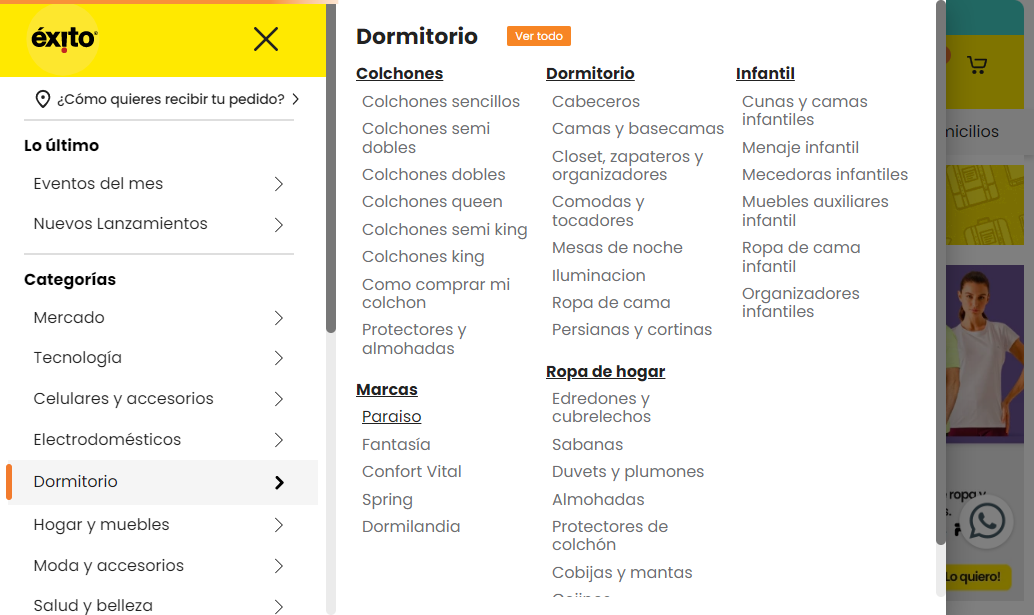 éxito
¿Cómo quieres recibir tu pedido?
Lo último
Eventos del mes
Nuevos Lanzamientos
Categorías
Mercado
Tecnología
Celulares y accesorios
Electrodomésticos
Dormitorio
Hogar y muebles
Moda y accesorios
Salud y belleza
Dormitorio
Ver todo
Colchones
Colchones sencillos
Colchones semi
dobles
Colchones dobles
Colchones queen
Colchones semi king
Colchones king
Como comprar mi
colchon
Protectores y
almohadas
Marcas
Paraiso
Fantasía
Confort Vital
Spring
Dormilandia
Dormitorio
Cabeceros
Camas y basecamas
Closet, zapateros y
organizadores
Comodas y
tocadores
Mesas de noche
Iluminacion
Ropa de cama
Persianas y cortinas
Ropa de hogar
Edredones y
cubrelechos
Sabanas
Duvets y plumones
Almohadas
Protectores de
colchón
Cobijas y mantas
Infantil
Cunas y camas
infantiles
Menaje infantil
Mecedoras infantiles
Muebles auxiliares
infantil
Ropa de cama
infantil
Organizadores
infantiles
micilios
ropa y
Lo quiero!